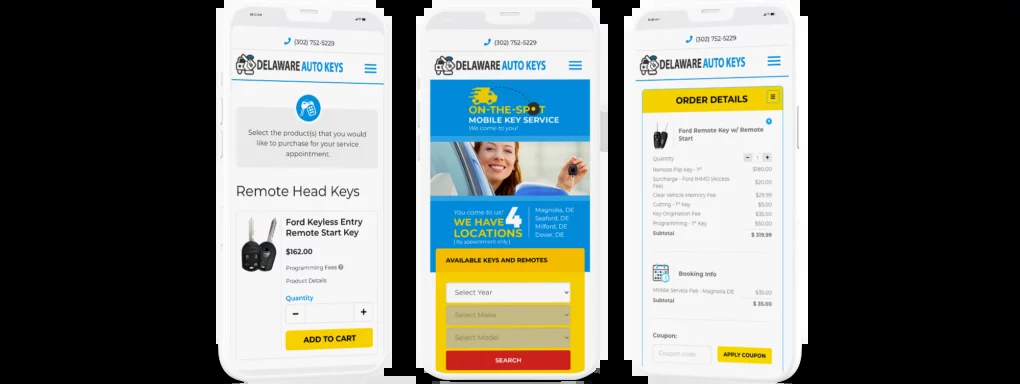 (302) 752-5229
DELAWARE AUTO KEYS
Select the product(s) that you would
like to purchase for your service
appointment.
Remote Head Keys
Ford Keyless Entry
Remote Start Key
$162.00
Programming Fees
Product Details
Quantity
− +
ADD TO CART
(302) 752-5229
DELAWARE AUTO KEYS
ON-THE-SPOT
MOBILE KEY SERVICE
We come to you!
You come to us!
WE HAVE 4
LOCATIONS
( By appointment only )
Magnolia, DE
Seaford, DE
Milford, DE
Dover, DE
AVAILABLE KEYS AND REMOTES
Select Year
Select Make
Select Model
SEARCH
(302) 752-5229
DELAWARE AUTO KEYS
ORDER DETAILS
Ford Remote Key w/ Remote
Start
Quantity − 1 +
Remote Flip Key - 1st $180.00
Surcharge - Ford IMMO (Access
Fee) $20.00
Clear Vehicle Memory Fee $29.99
Cutting - 1st Key $5.00
Key Origination Fee $35.00
Programming - 1st Key $50.00
Subtotal $ 319.99
Booking Info
Mobile Service Fee - Magnolia DE $35.00
Subtotal $ 35.00
Coupon:
Coupon code APPLY COUPON